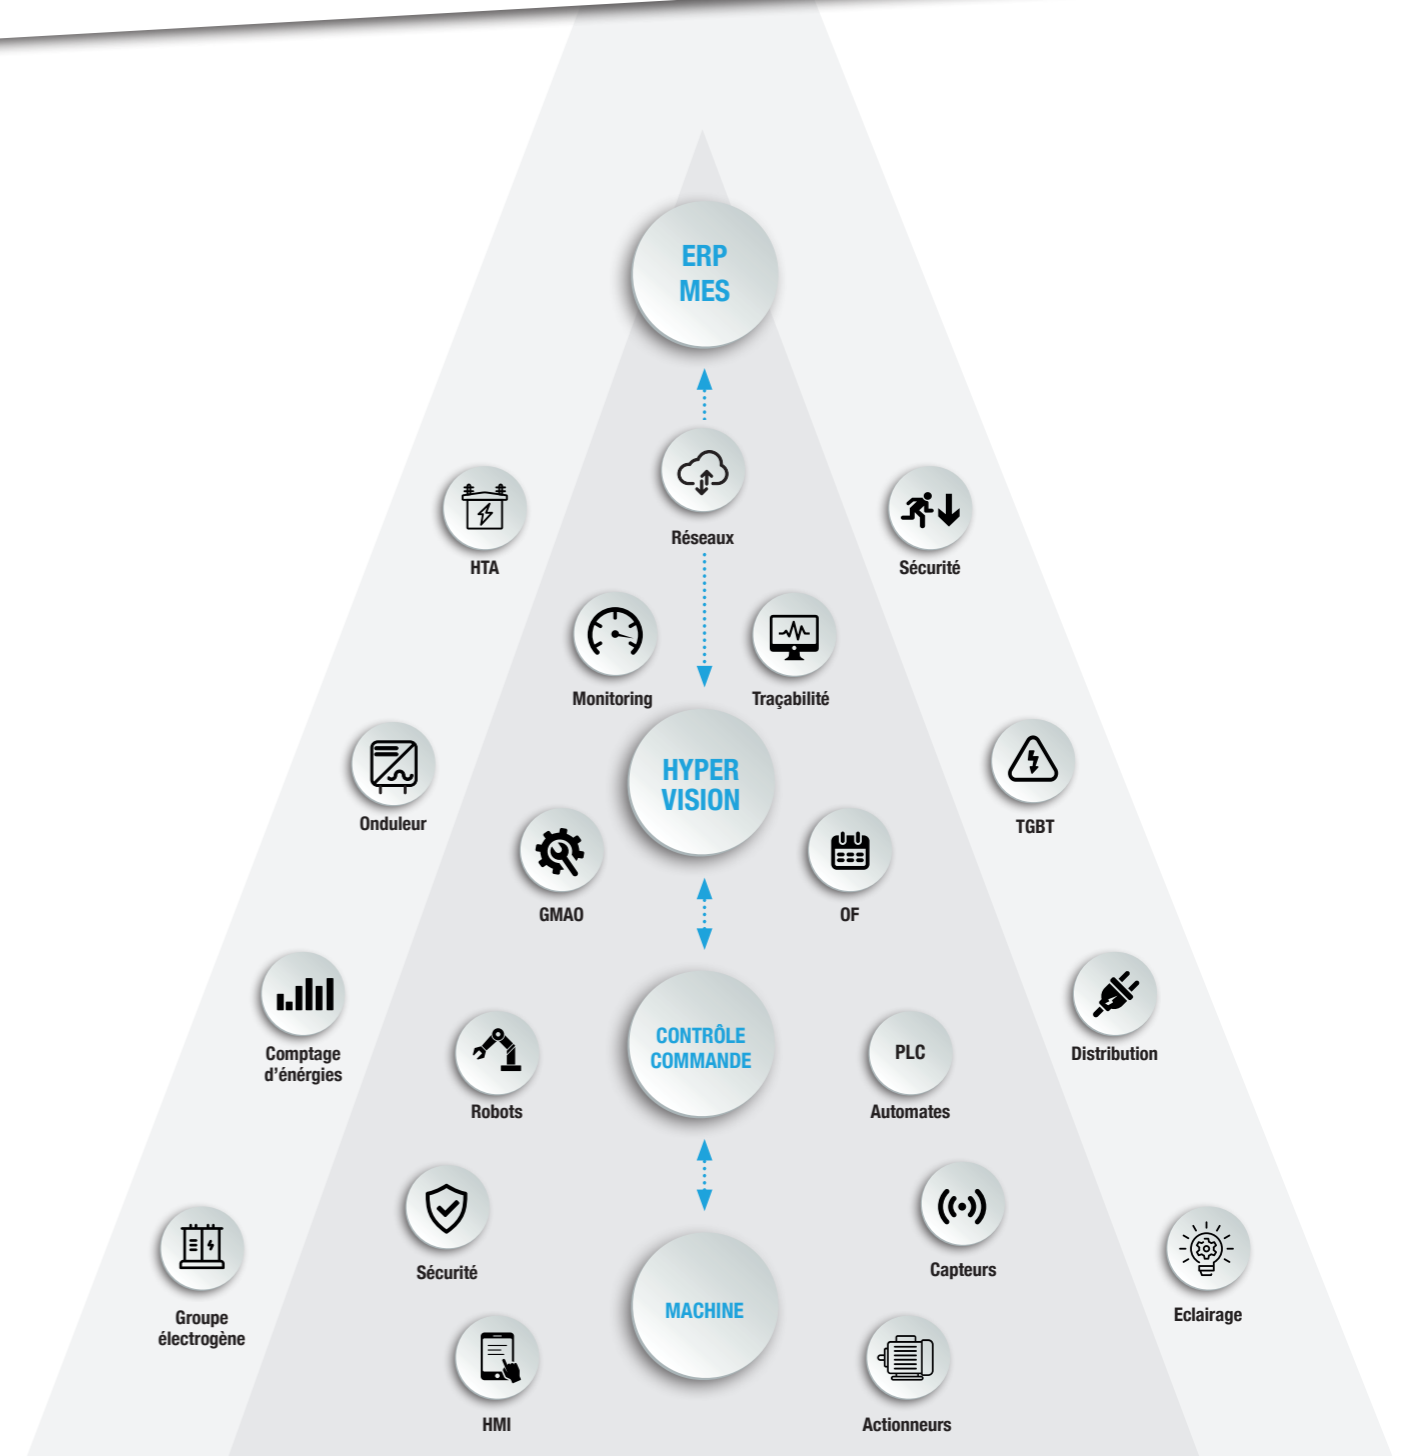 ERP
MES
Réseaux
HTA
Sécurité
Monitoring
Traçabilité
HYPER
VISION
Onduleur
TGBT
GMAO
OF
CONTRÔLE
COMMANDE
PLC
Comptage
d'énérgies
Distribution
Robots
Automates
Sécurité
Capteurs
MACHINE
Groupe
électrogène
Eclairage
HMI
Actionneurs